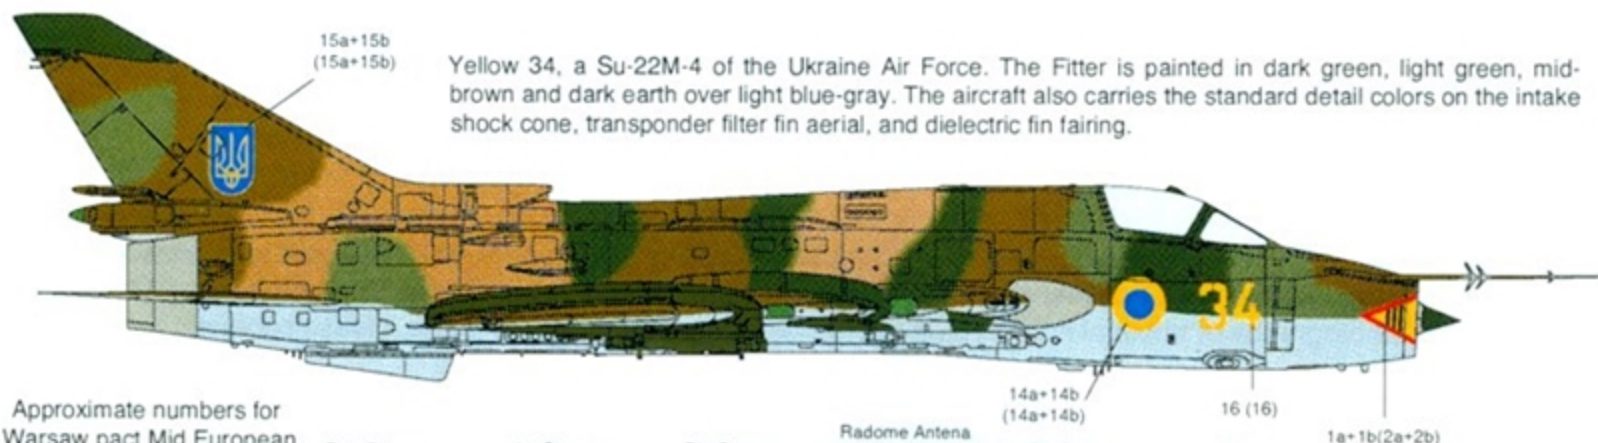 15a+15b
(15a+15b)
Yellow 34, a Su-22M-4 of the Ukraine Air Force. The Fitter is painted in dark green, light green, mid-
brown and dark earth over light blue-gray. The aircraft also carries the standard detail colors on the intake
shock cone, transponder filter fin aerial, and dielectric fin fairing.
34
14a+14b
(14a+14b)
16 (16)
1a+1b(2a+2b)
Approximate numbers for
Warsaw pact Mid European
Radome Antena